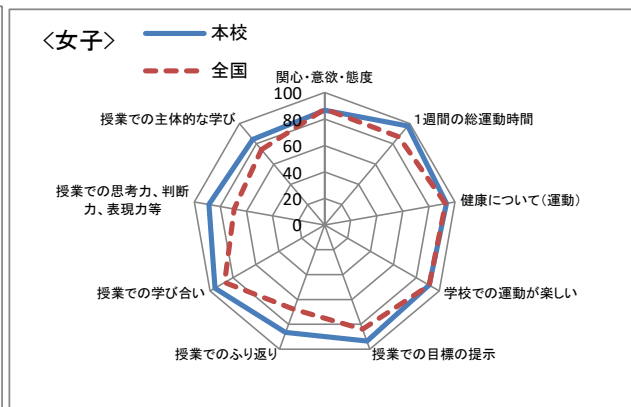 <女子>
本校
全国
関心・意欲・態度
1週間の総運動時間
健康について(運動)
学校での運動が楽しい
授業での目標の提示
授業でのふり返り
授業での学び合い
授業での思考力、判断
力、表現力等
授業での主体的な学び
100
80
60
40
20
0